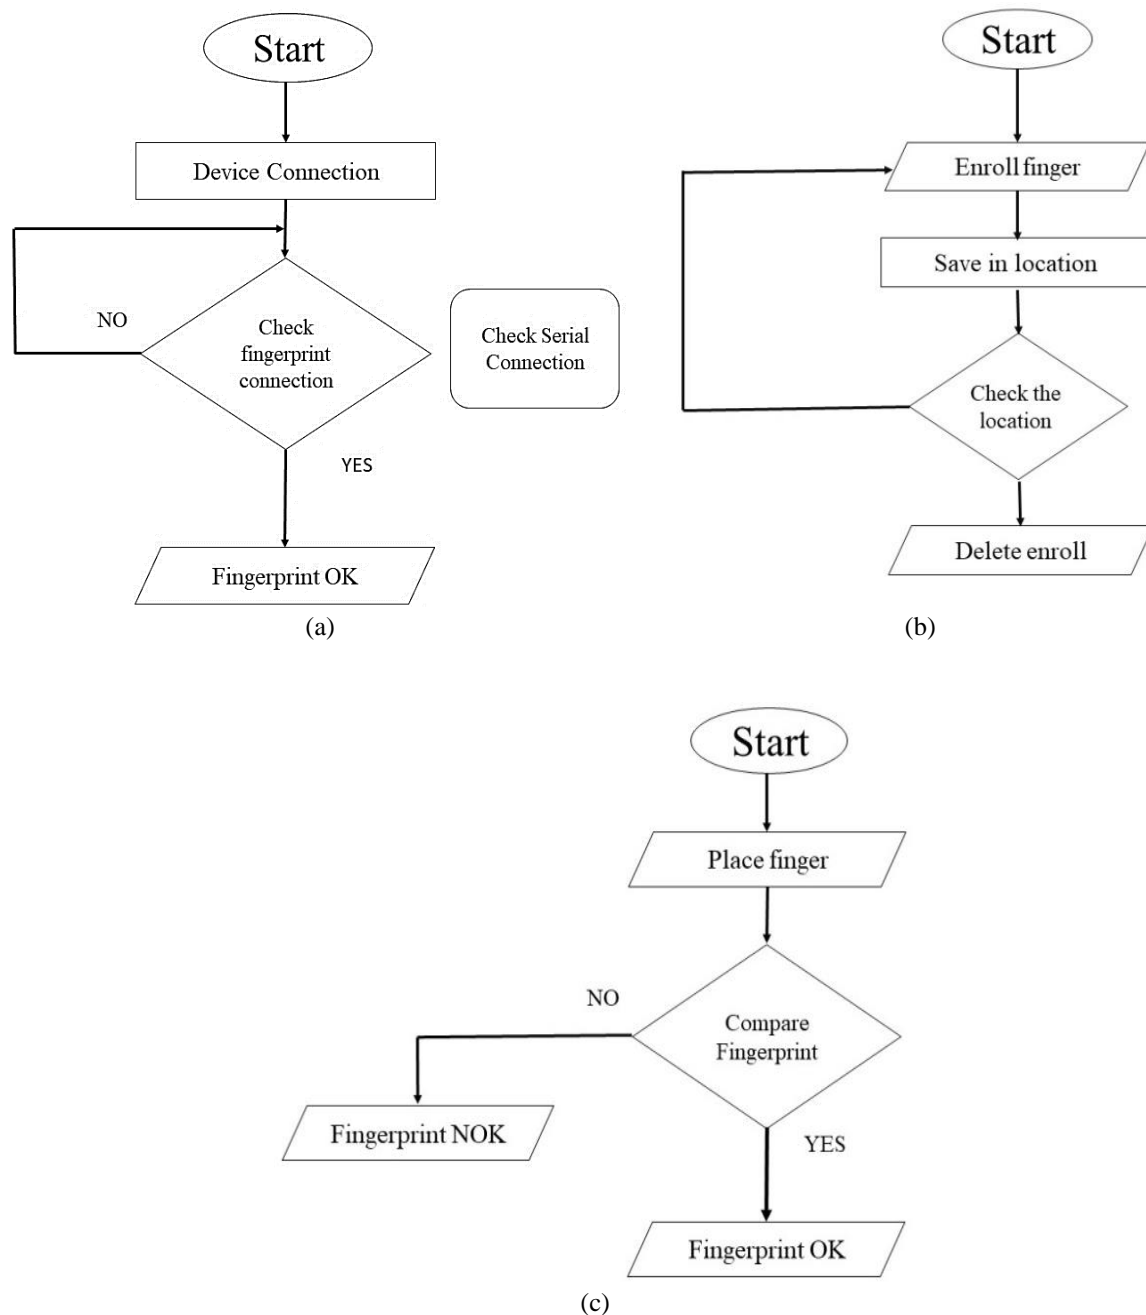 Start
Device Connection
NO
Check
fingerprint
connection
Check Serial
Connection
YES
Fingerprint OK
(a)
Start
Enroll finger
Save in location
Check the
location
Delete enroll
(b)
Start
Place finger
NO
Compare
Fingerprint
Fingerprint NOK
YES
Fingerprint OK
(c)